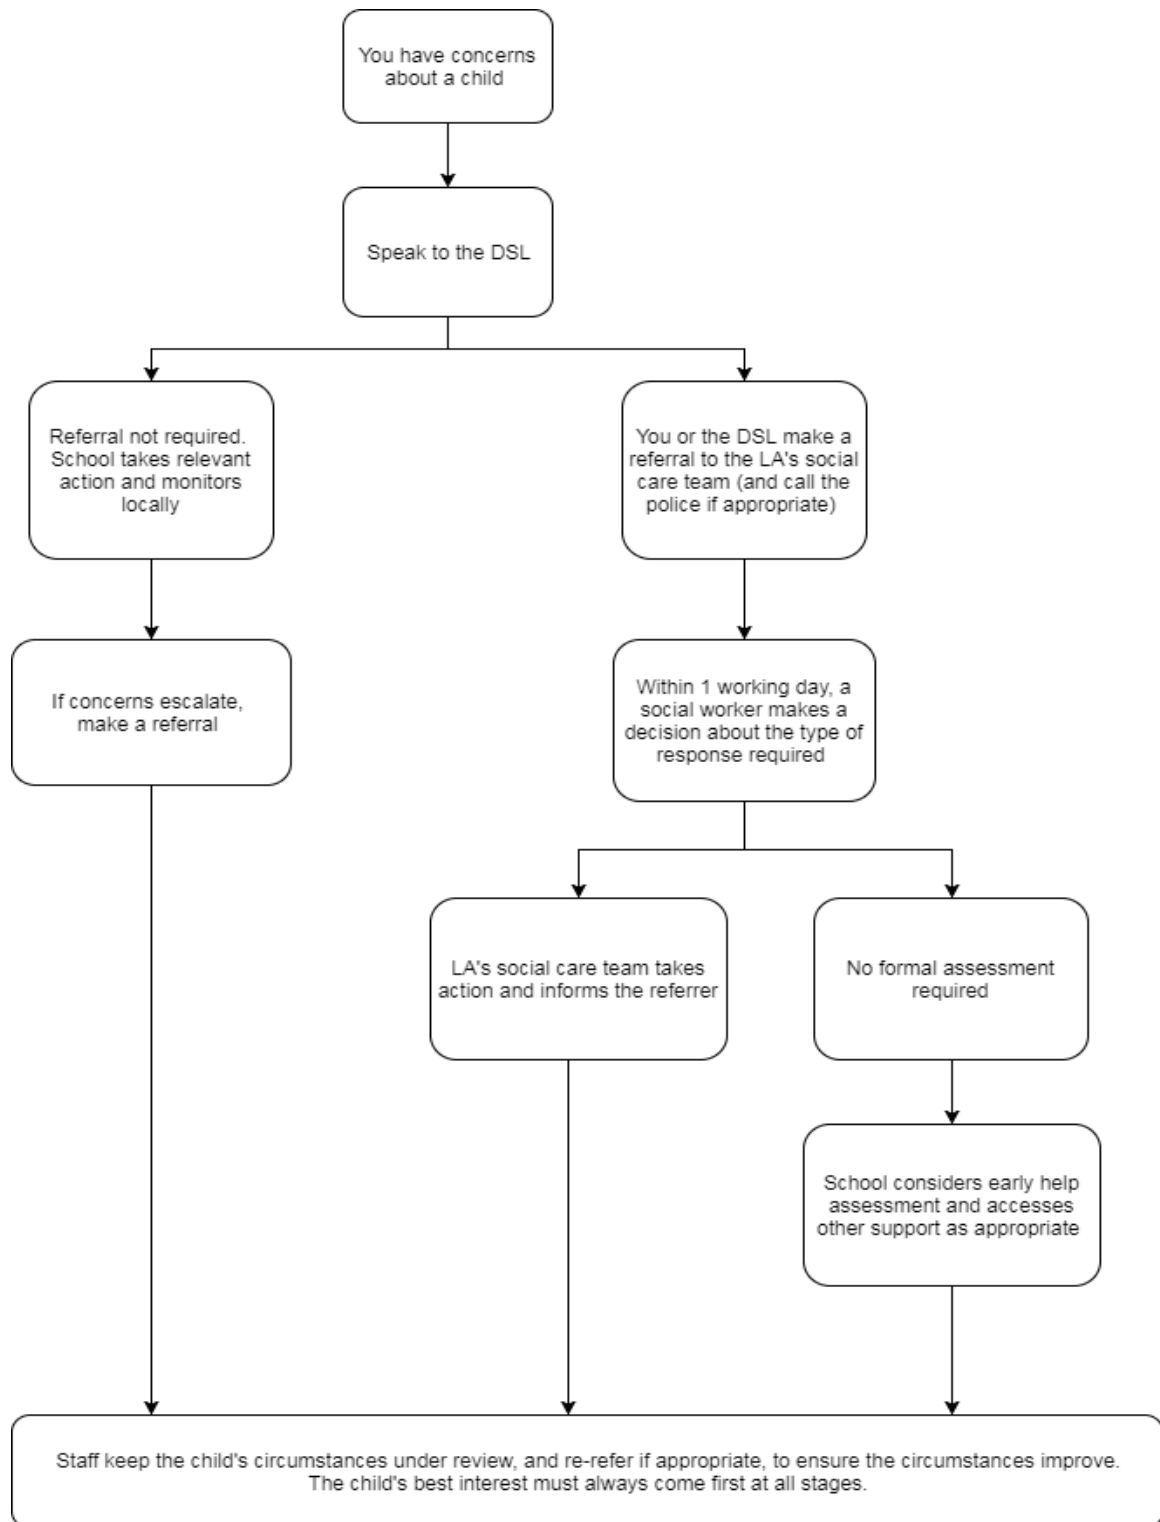 You have concerns
about a child
Speak to the DSL
Referral not required.
School takes relevant
action and monitors
locally
You or the DSL make a
referral to the LA's social
care team (and call the
police if appropriate)
If concerns escalate,
make a referral
Within 1 working day, a
social worker makes a
decision about the type of
response required
LA's social care team takes
action and informs the referrer
No formal assessment
required
School considers early help
assessment and accesses
other support as appropriate
Staff keep the child's circumstances under review, and re-refer if appropriate, to ensure the circumstances improve.
The child's best interest must always come first at all stages.